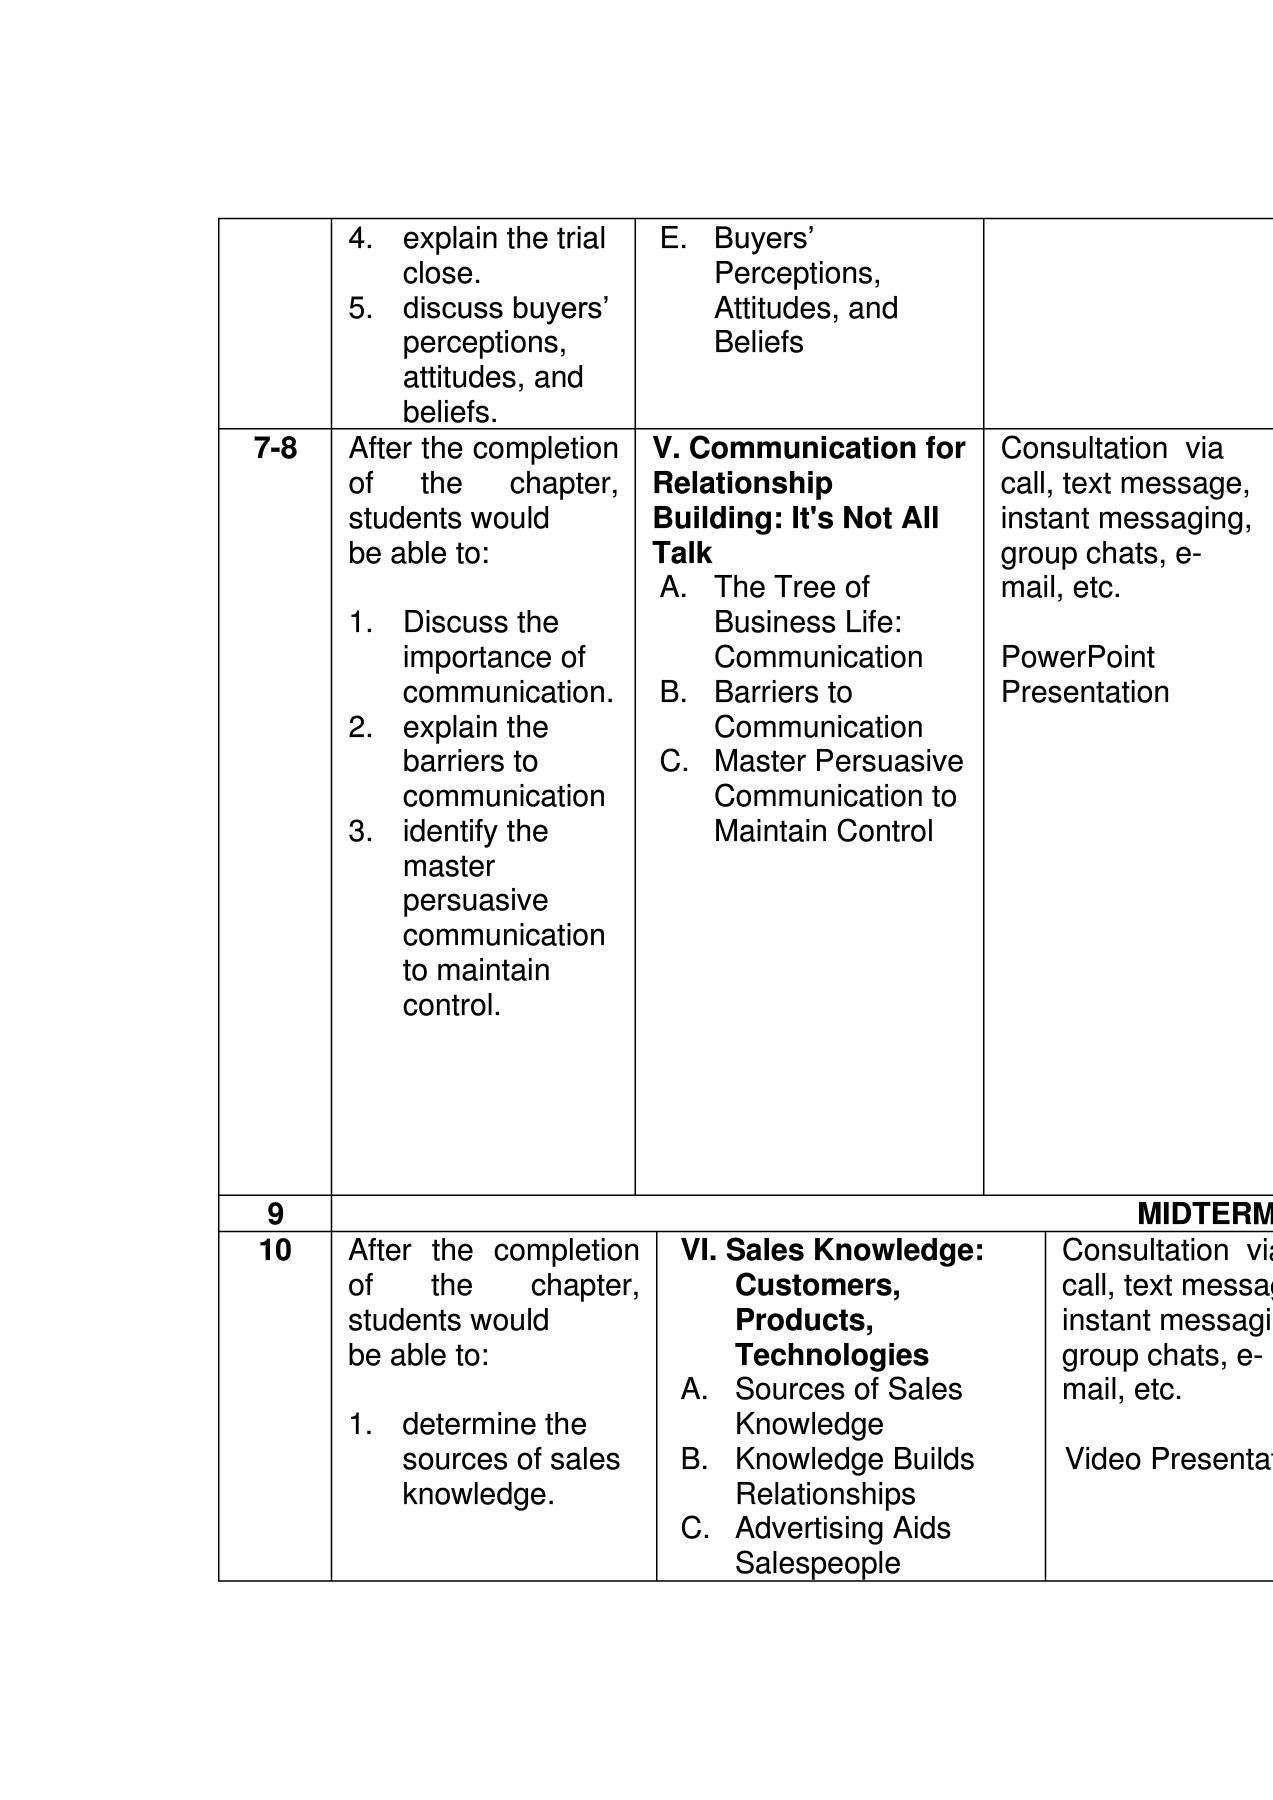 4. explain the trial
close.
5. discuss buyers’
perceptions,
attitudes, and
beliefs.
E. Buyers’
Perceptions,
Attitudes, and
Beliefs
7-8
After the completion
of the chapter,
students would
be able to:
1. Discuss the
importance of
communication.
2. explain the
barriers to
communication
3. identify the
master
persuasive
communication
to maintain
control.
V. Communication for
Relationship
Building: It's Not All
Talk
A. The Tree of
Business Life:
Communication
B. Barriers to
Communication
C. Master Persuasive
Communication to
Maintain Control
Consultation via
call, text message,
instant messaging,
group chats, e-
mail, etc.
PowerPoint
Presentation
9
MIDTERM
10
After the completion
of the chapter,
students would
be able to:
1. determine the
sources of sales
knowledge.
VI. Sales Knowledge:
Customers,
Products,
Technologies
A. Sources of Sales
Knowledge
B. Knowledge Builds
Relationships
C. Advertising Aids
Salespeople
Consultation via
call, text messag
instant messagi
group chats, e-
mail, etc.
Video Presentat